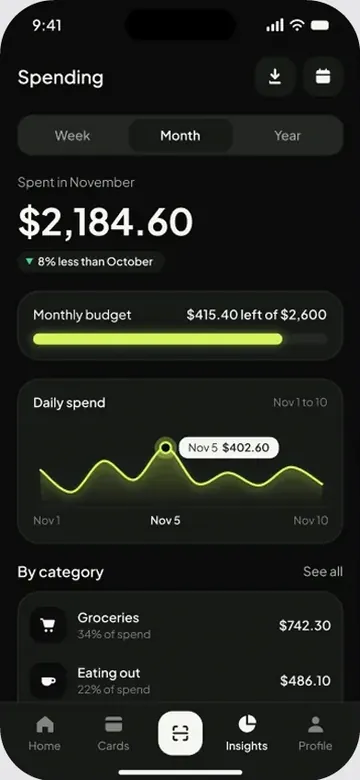 9:41
Spending
Week Month Year
Spent in November
$2,184.60
8% less than October
Monthly budget $415.40 left of $2,600
Daily spend Nov 1 to 10
Nov 5 $402.60
Nov 1 Nov 5 Nov 10
By category See all
Groceries
34% of spend
$742.30
Eating out
22% of spend
$486.10
Home Cards Insights Profile